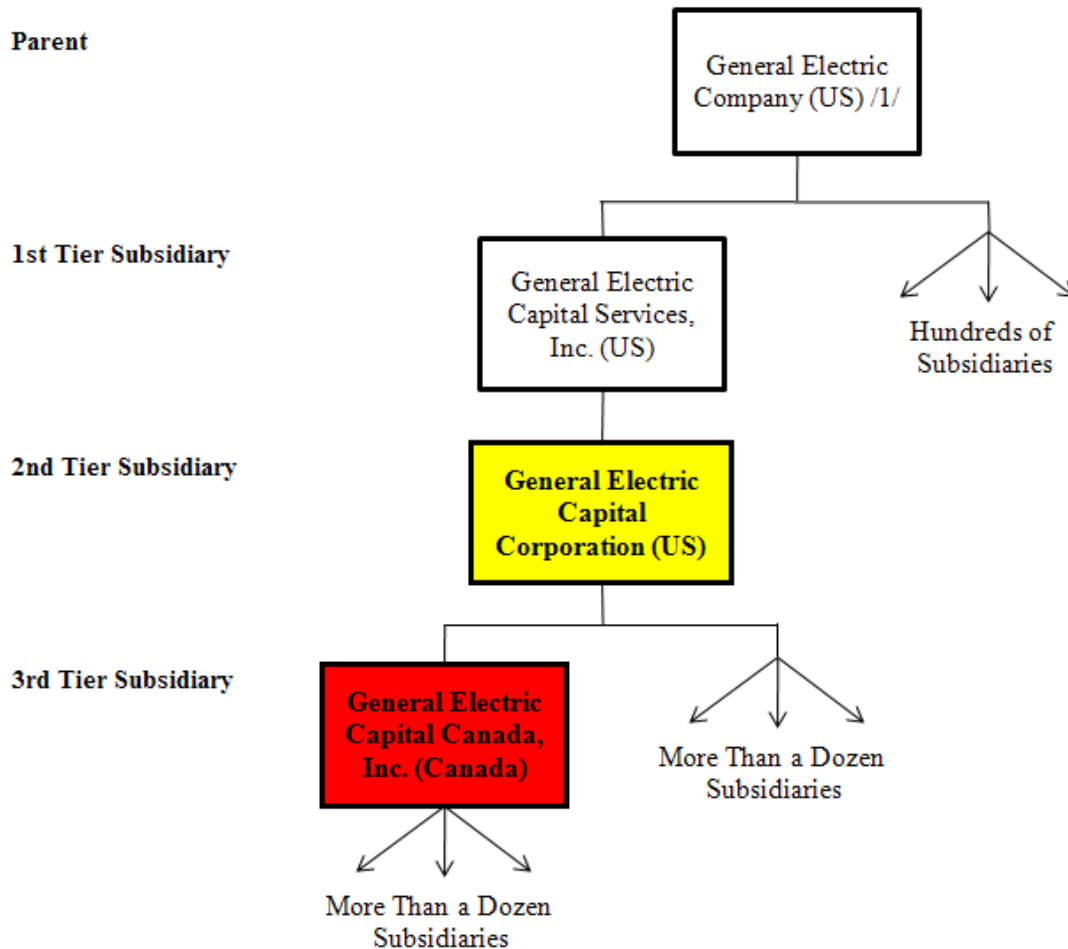 Parent
General Electric
Company (US) /1/
1st Tier Subsidiary
General Electric
Capital Services,
Inc. (US)
Hundreds of
Subsidiaries
2nd Tier Subsidiary
General Electric
Capital
Corporation (US)
3rd Tier Subsidiary
General Electric
Capital Canada,
Inc. (Canada)
More Than a Dozen
Subsidiaries
More Than a Dozen
Subsidiaries